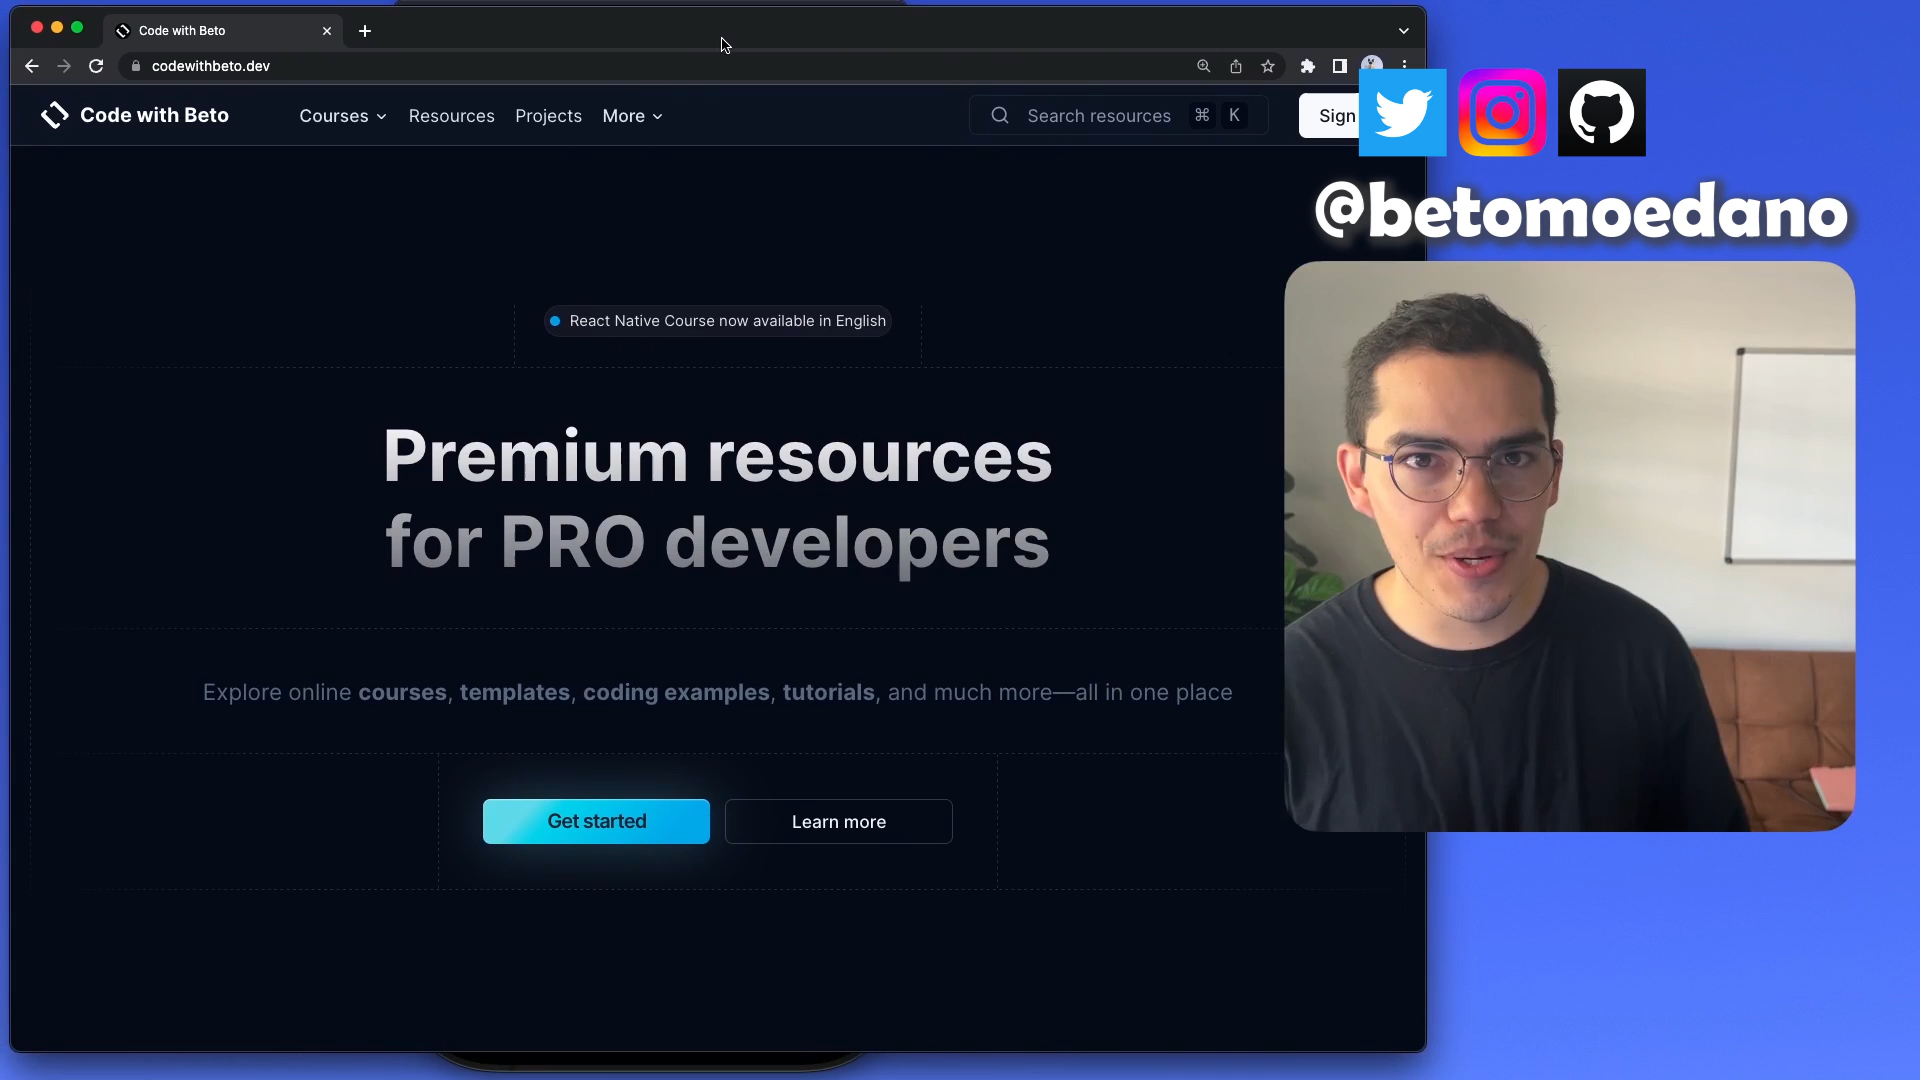 Code with Beto
codewithbeto.dev
Code with Beto
Courses
Resources
Projects
More
Search resources
⌘ K
Sign
@betomoedano
React Native Course now available in English
Premium resources
for PRO developers
Explore online courses, templates, coding examples, tutorials, and much more—all in one place
Get started
Learn more